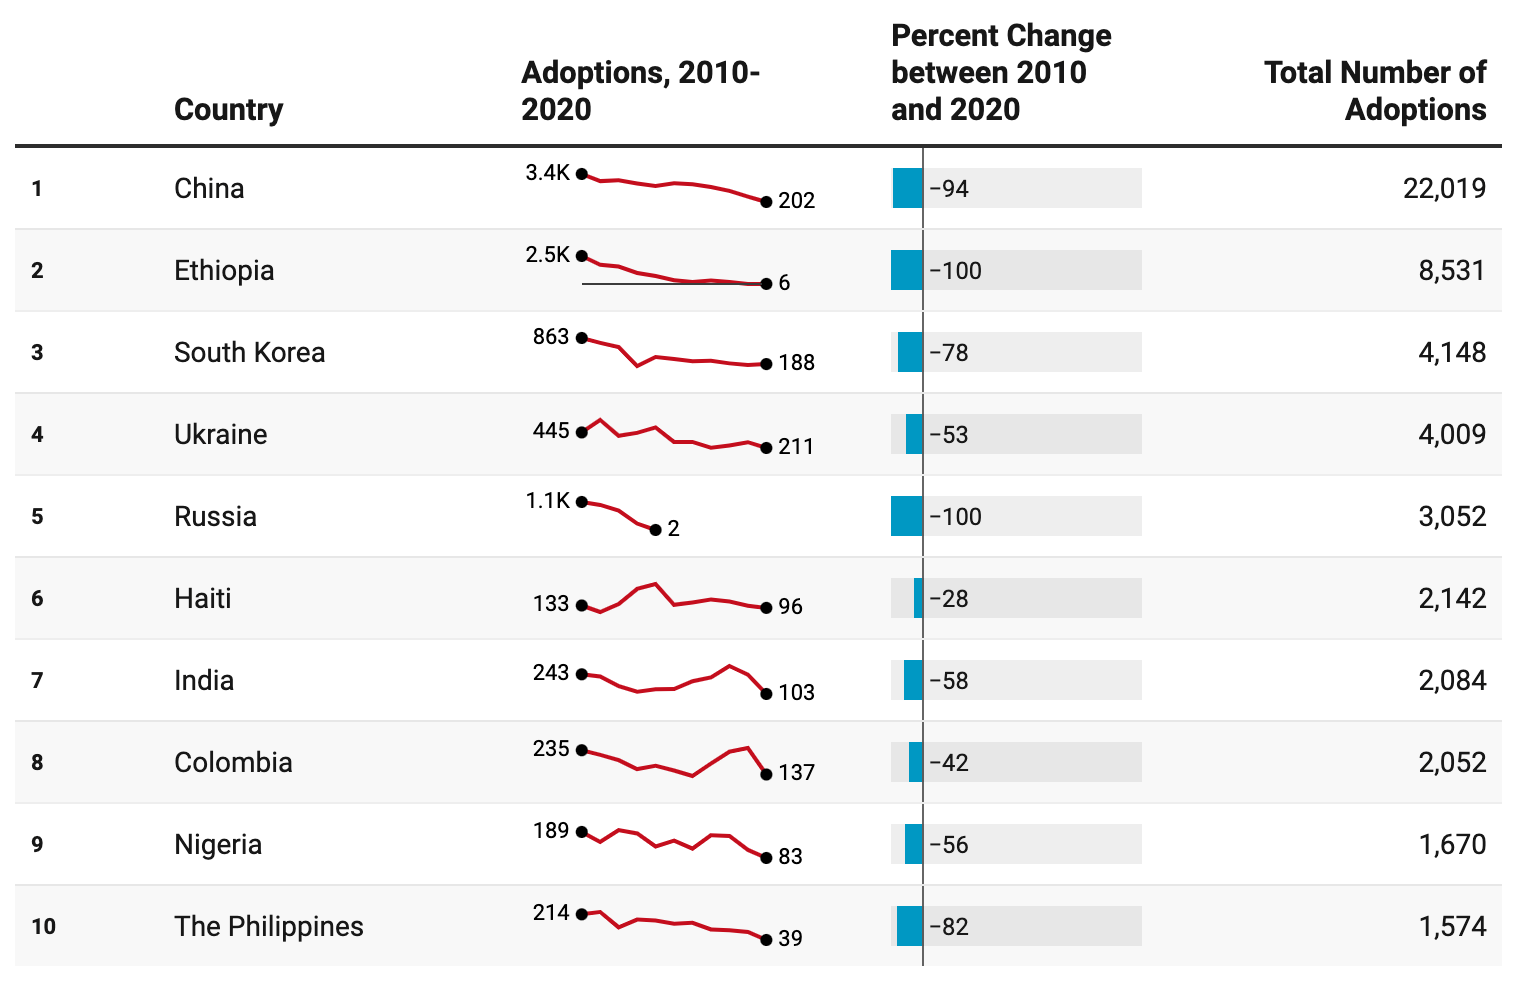 Country
Adoptions, 2010-
2020
Percent Change
between 2010
and 2020
Total Number of
Adoptions
1 China 3.4K 202 −94 22,019
2 Ethiopia 2.5K 6 −100 8,531
3 South Korea 863 188 −78 4,148
4 Ukraine 445 211 −53 4,009
5 Russia 1.1K 2 −100 3,052
6 Haiti 133 96 −28 2,142
7 India 243 103 −58 2,084
8 Colombia 235 137 −42 2,052
9 Nigeria 189 83 −56 1,670
10 The Philippines 214 39 −82 1,574